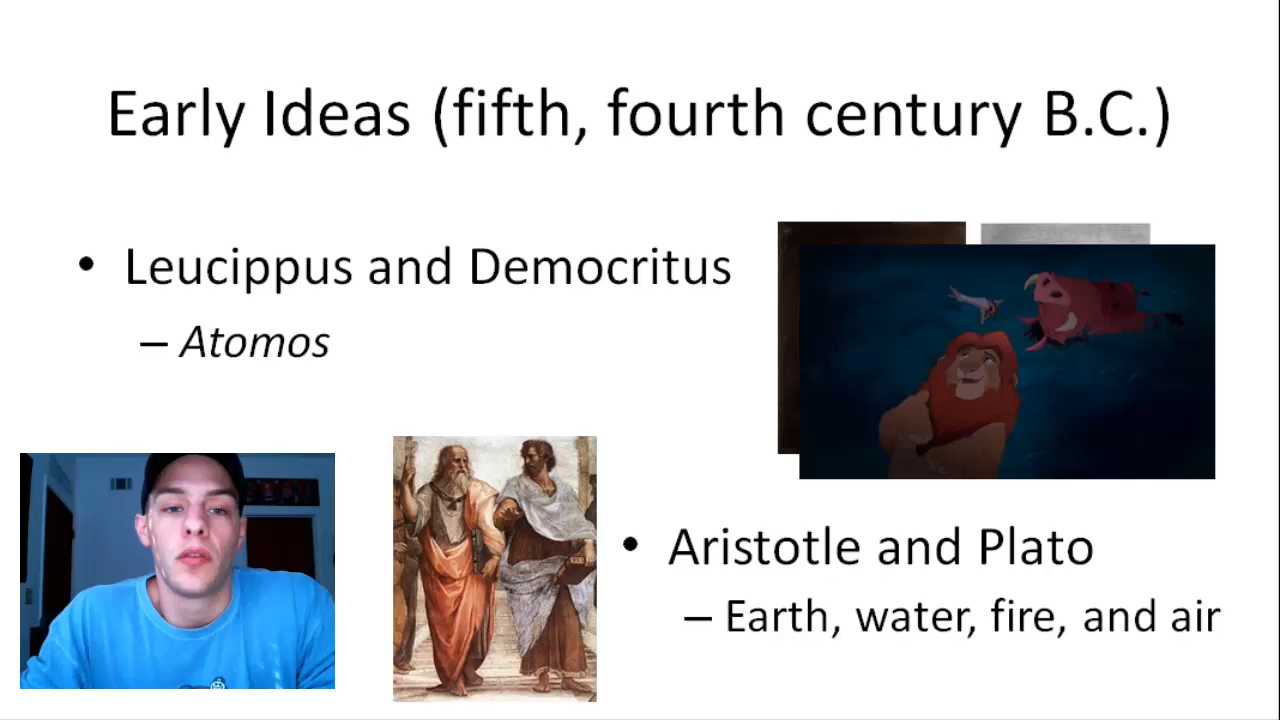 Early Ideas (fifth, fourth century B.C.)
• Leucippus and Democritus
– Atomos
• Aristotle and Plato
– Earth, water, fire, and air